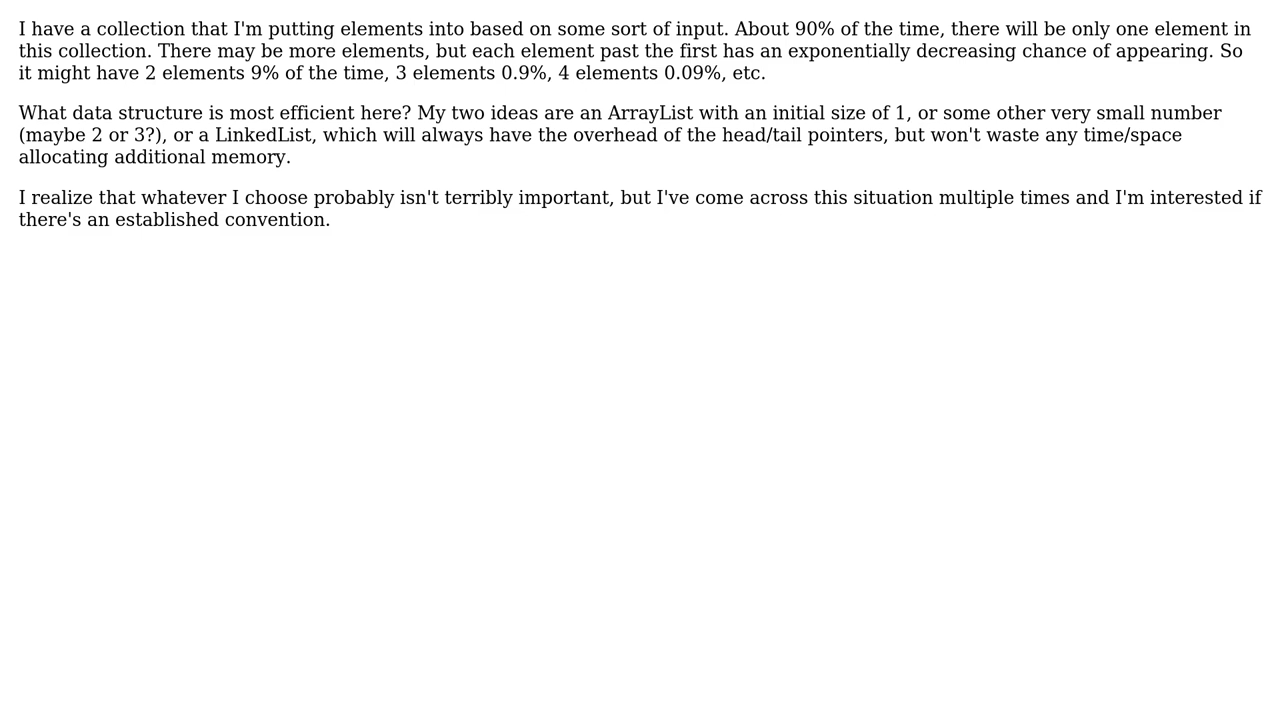 I have a collection that I'm putting elements into based on some sort of input. About 90% of the time, there will be only one element in
this collection. There may be more elements, but each element past the first has an exponentially decreasing chance of appearing. So
it might have 2 elements 9% of the time, 3 elements 0.9%, 4 elements 0.09%, etc.
What data structure is most efficient here? My two ideas are an ArrayList with an initial size of 1, or some other very small number
(maybe 2 or 3?), or a LinkedList, which will always have the overhead of the head/tail pointers, but won't waste any time/space
allocating additional memory.
I realize that whatever I choose probably isn't terribly important, but I've come across this situation multiple times and I'm interested if
there's an established convention.